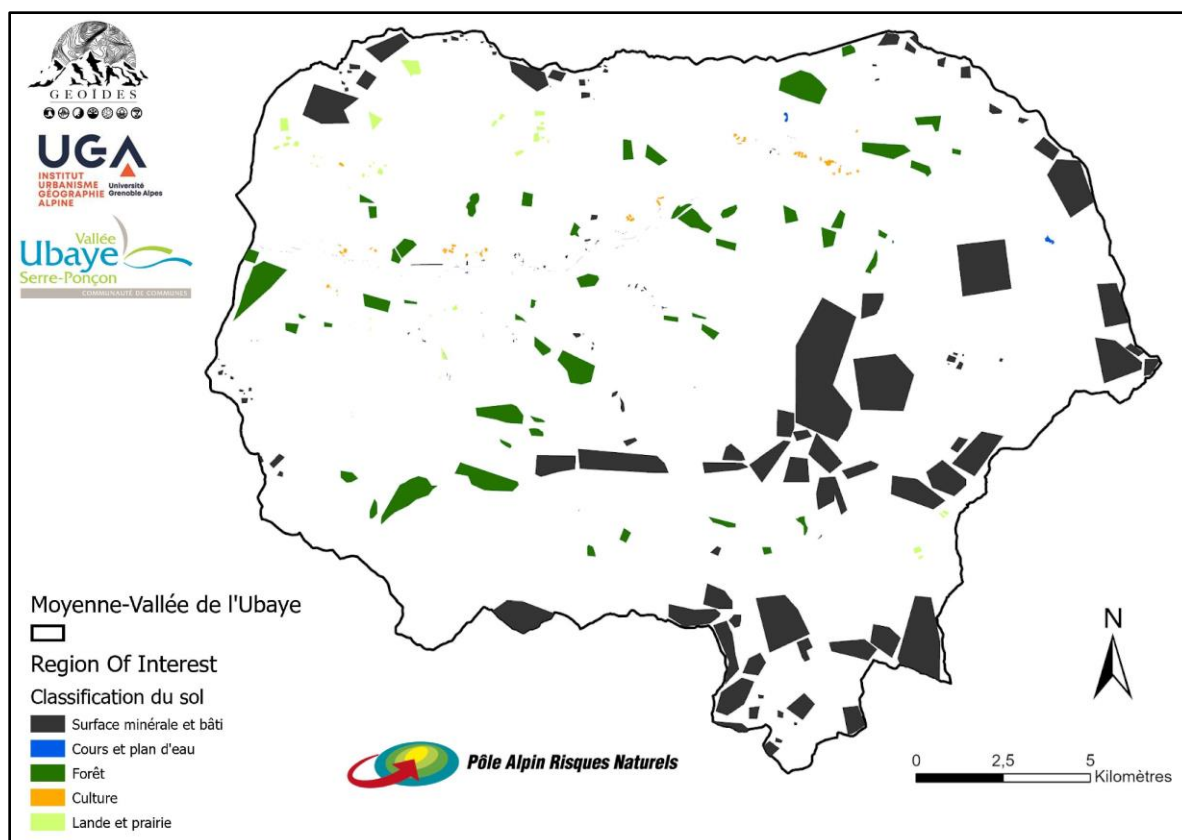 GEOÏDES
UGA
INSTITUT
URBANISME
GÉOGRAPHIE
ALPINE
Université
Grenoble Alpes
Vallée
Ubaye
Serre-Ponçon
COMMUNAUTÉ DE COMMUNES
Moyenne-Vallée de l'Ubaye
Region Of Interest
Classification du sol
Surface minérale et bâti
Cours et plan d'eau
Forêt
Culture
Lande et prairie
Pôle Alpin Risques Naturels
N
0 2,5 5
Kilomètres